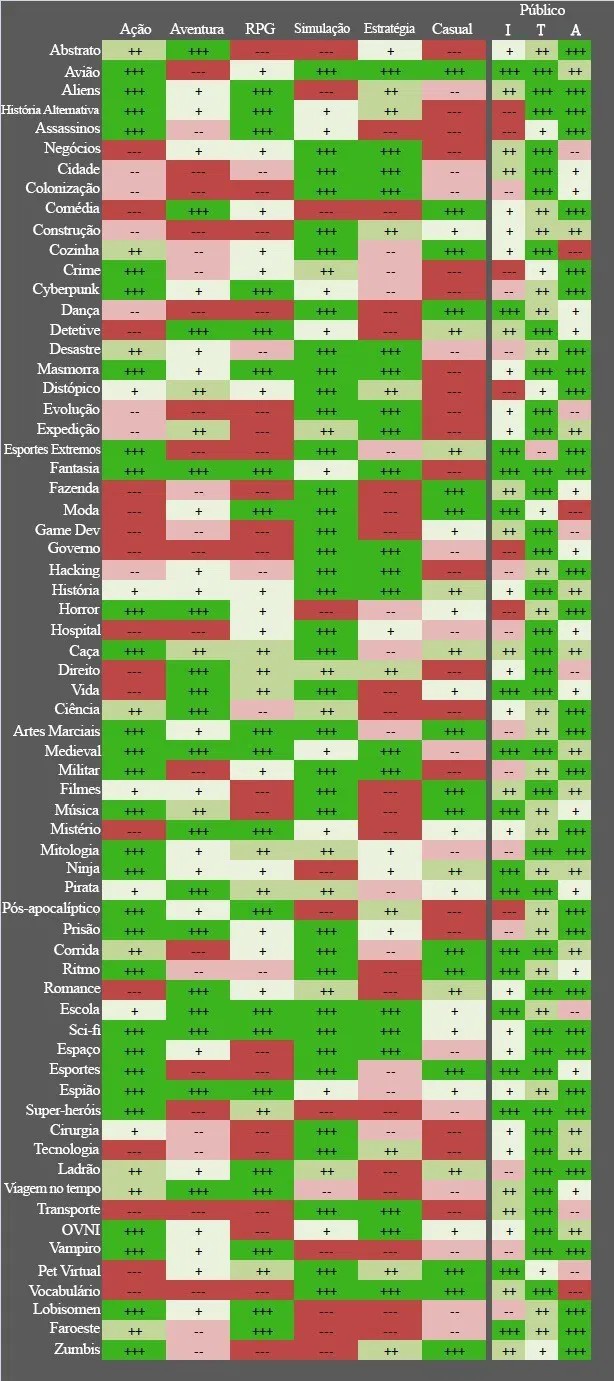 Público
Ação Aventura RPG Simulação Estratégia Casual I T A
Abstrato ++ +++ --- --- + --- + ++ +++
Avião +++ --- + +++ +++ +++ +++ +++ ++
Aliens +++ + +++ --- ++ -- ++ +++ +++
História Alternativa +++ + +++ + ++ --- --- +++ +++
Assassinos +++ -- +++ + --- --- --- + +++
Negócios --- + + +++ +++ --- ++ +++ --
Cidade -- --- -- +++ +++ -- ++ +++ +
Colonização -- --- --- +++ +++ -- -- +++ +
Comédia --- +++ + --- --- +++ + ++ +++
Construção -- --- --- +++ ++ + + ++ ++
Cozinha ++ -- + +++ -- +++ + +++ ---
Crime +++ -- + ++ -- --- --- + +++
Cyberpunk +++ + +++ + -- --- -- ++ +++
Dança -- --- --- +++ --- +++ +++ ++ +
Detetive --- +++ +++ + --- ++ ++ +++ +
Desastre ++ + -- +++ +++ -- -- ++ +++
Masmorra +++ + +++ +++ +++ --- + +++ +++
Distópico + ++ + +++ ++ --- --- + +++
Evolução -- --- --- +++ +++ --- + +++ --
Expedição -- ++ --- ++ +++ --- + +++ ++
Esportes Extremos +++ --- --- +++ -- ++ +++ -- +++
Fantasia +++ +++ +++ + +++ --- +++ +++ +++
Fazenda --- -- --- +++ --- +++ ++ +++ +
Moda --- + +++ +++ --- +++ +++ + ---
Game Dev --- -- --- +++ --- + ++ +++ --
Governo --- --- --- +++ +++ -- --- +++ +
Hacking -- + -- +++ +++ --- -- ++ +++
História + + + +++ +++ ++ + +++ ++
Horror +++ +++ + --- -- + --- ++ +++
Hospital --- --- + +++ + -- -- +++ +
Caça +++ ++ ++ +++ -- ++ ++ ++ +++
Direito --- +++ ++ ++ ++ --- + +++ --
Vida --- +++ ++ +++ --- + +++ +++ +
Ciência ++ +++ -- +++ --- --- + ++ +++
Artes Marciais +++ + +++ +++ -- +++ -- ++ +++
Medieval +++ +++ +++ + +++ -- +++ +++ ++
Militar +++ --- + +++ +++ --- -- ++ +++
Filmes + + --- +++ --- +++ ++ ++ +++
Música +++ ++ --- +++ --- +++ +++ ++ +
Mistério --- +++ +++ + --- + + ++ +++
Mitologia +++ + ++ ++ + -- -- ++ +++
Ninja +++ + + --- + ++ +++ ++ ++
Pirata + +++ ++ ++ -- + +++ +++ +
Pós-apocalíptico +++ + +++ --- ++ --- --- ++ +++
Prisão +++ +++ + +++ + --- -- ++ +++
Corrida ++ --- + +++ -- +++ +++ +++ ++
Ritmo +++ -- -- +++ --- +++ +++ ++ +
Romance --- +++ + ++ --- ++ + +++ +++
Escola + +++ +++ +++ +++ + +++ ++ --
Sci-fi +++ +++ +++ +++ +++ + + +++ +++
Espaço +++ + --- +++ +++ -- + +++ +++
Esportes +++ --- --- +++ -- +++ +++ +++ +
Espião +++ +++ +++ + -- + + ++ +++
Super-heróis +++ --- ++ --- --- -- +++ +++ +++
Cirurgia + -- --- +++ -- --- + +++ ++
Tecnologia --- -- --- +++ ++ --- + +++ ++
Ladrão ++ + +++ ++ --- ++ -- +++ +++
Viagem no tempo ++ +++ +++ -- --- -- ++ +++ +
Transporte --- --- --- +++ +++ --- ++ +++ --
OVNI +++ + --- + +++ + + +++ ++
Vampiro +++ + +++ --- --- -- -- +++ +++
Pet Virtual --- + ++ +++ ++ +++ +++ + --
Vocabulário --- --- --- +++ +++ +++ ++ +++ ---
Lobisomen +++ + +++ --- --- -- -- ++ +++
Faroeste ++ -- +++ --- --- -- +++ ++ +++
Zumbis +++ -- --- --- ++ +++ ++ + +++